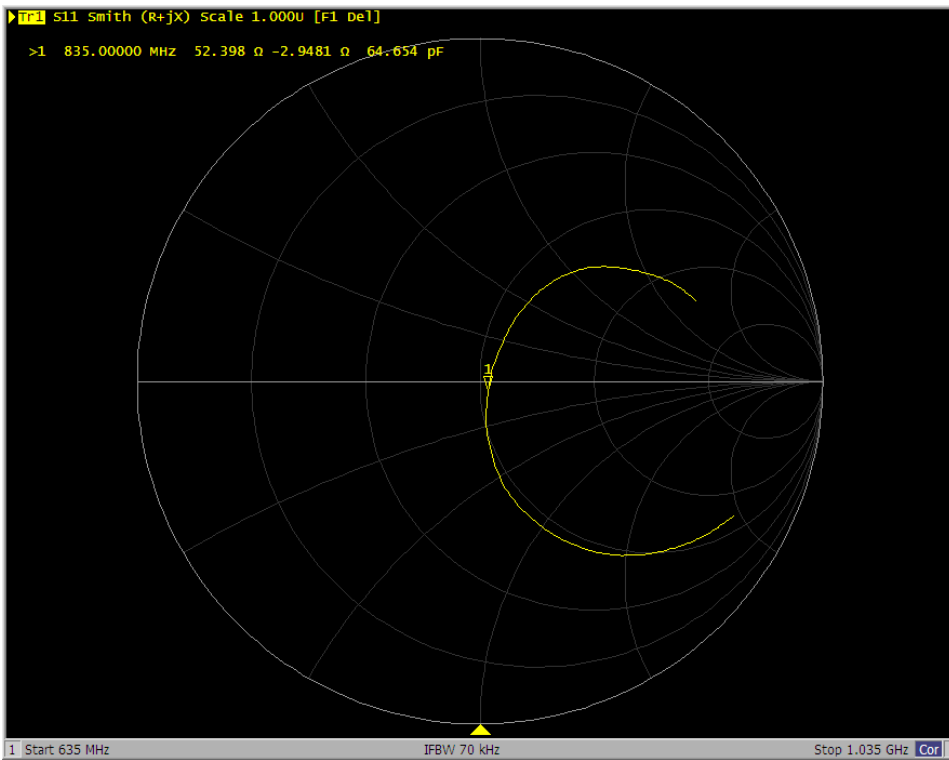 Tr1 S11 Smith (R+jX) Scale 1.000U [F1 Del]
>1 835.00000 MHz 52.398 Ω -2.9481 Ω 64.654 pF
1
1 Start 635 MHz IFBW 70 kHz Stop 1.035 GHz Cor